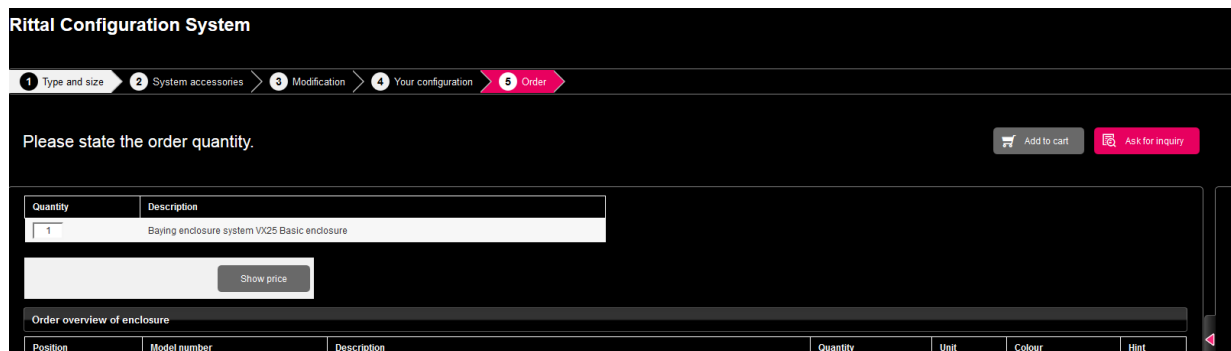 Rittal Configuration System
1 Type and size 2 System accessories 3 Modification 4 Your configuration 5 Order
Please state the order quantity.
Add to cart Ask for inquiry
Quantity Description
1 Baying enclosure system VX25 Basic enclosure
Show price
Order overview of enclosure
Position Model number Description Quantity Unit Colour Hint